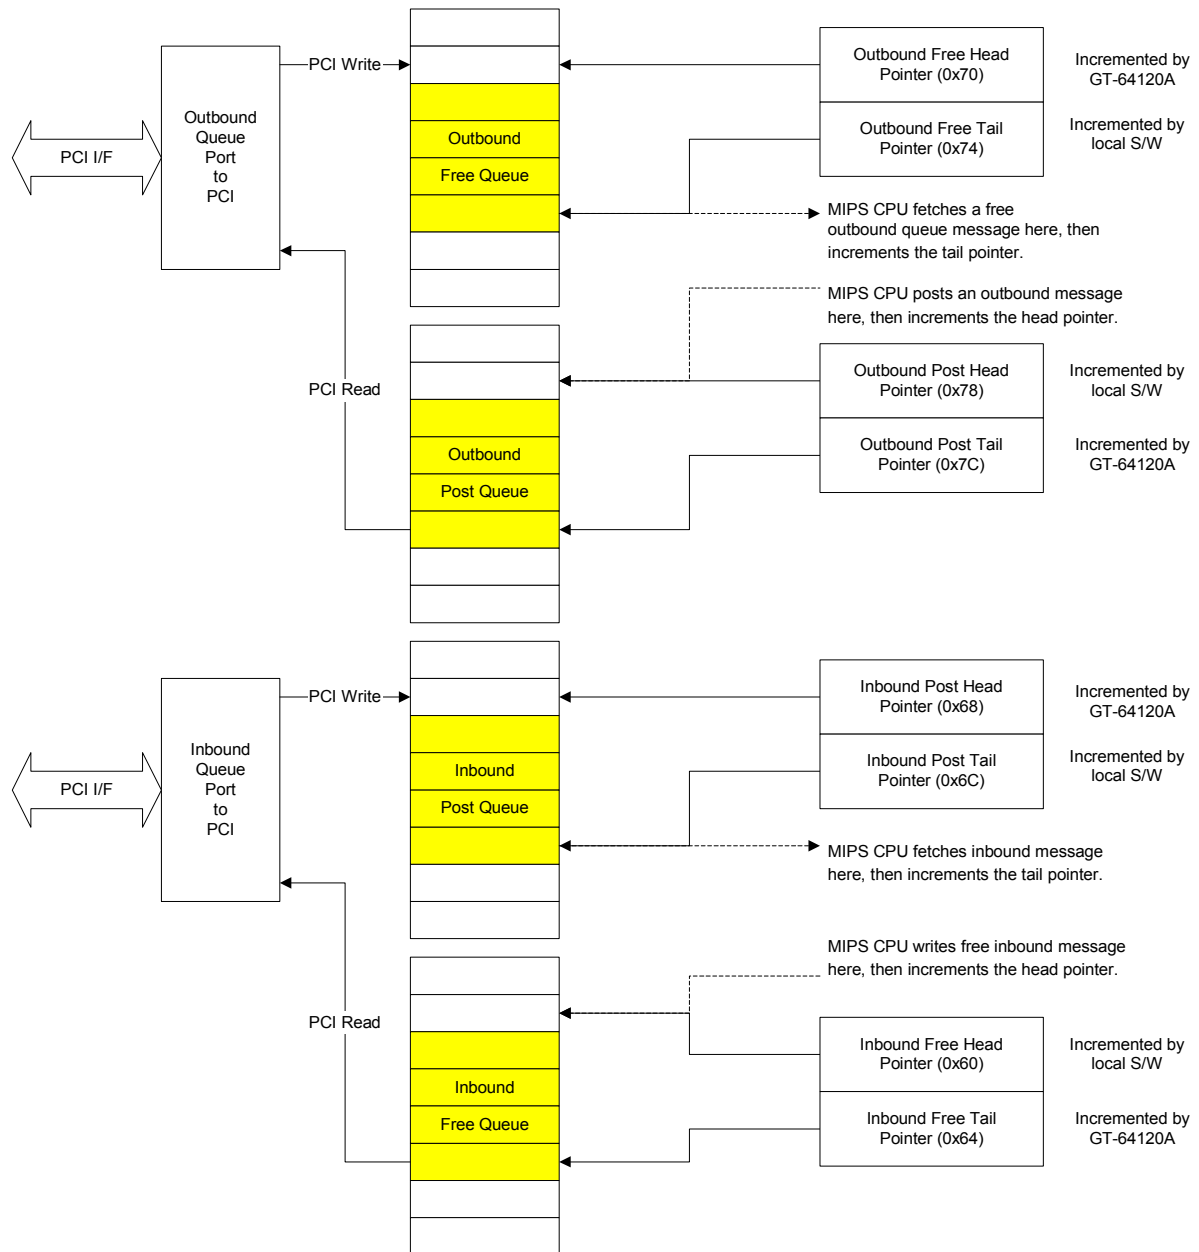 PCI Write
Outbound Free Head
Pointer (0x70)
Incremented by
GT-64120A
Outbound
Queue
Port
to
PCI
PCI I/F
Outbound
Free Queue
Outbound Free Tail
Pointer (0x74)
Incremented by
local S/W
MIPS CPU fetches a free
outbound queue message here, then
increments the tail pointer.
MIPS CPU posts an outbound message
here, then increments the head pointer.
PCI Read
Outbound Post Head
Pointer (0x78)
Incremented by
local S/W
Outbound
Post Queue
Outbound Post Tail
Pointer (0x7C)
Incremented by
GT-64120A
PCI Write
Inbound Post Head
Pointer (0x68)
Incremented by
GT-64120A
Inbound
Queue
Port
to
PCI
PCI I/F
Inbound
Post Queue
Inbound Post Tail
Pointer (0x6C)
Incremented by
local S/W
MIPS CPU fetches inbound message
here, then increments the tail pointer.
MIPS CPU writes free inbound message
here, then increments the head pointer.
PCI Read
Inbound Free Head
Pointer (0x60)
Incremented by
local S/W
Inbound
Free Queue
Inbound Free Tail
Pointer (0x64)
Incremented by
GT-64120A